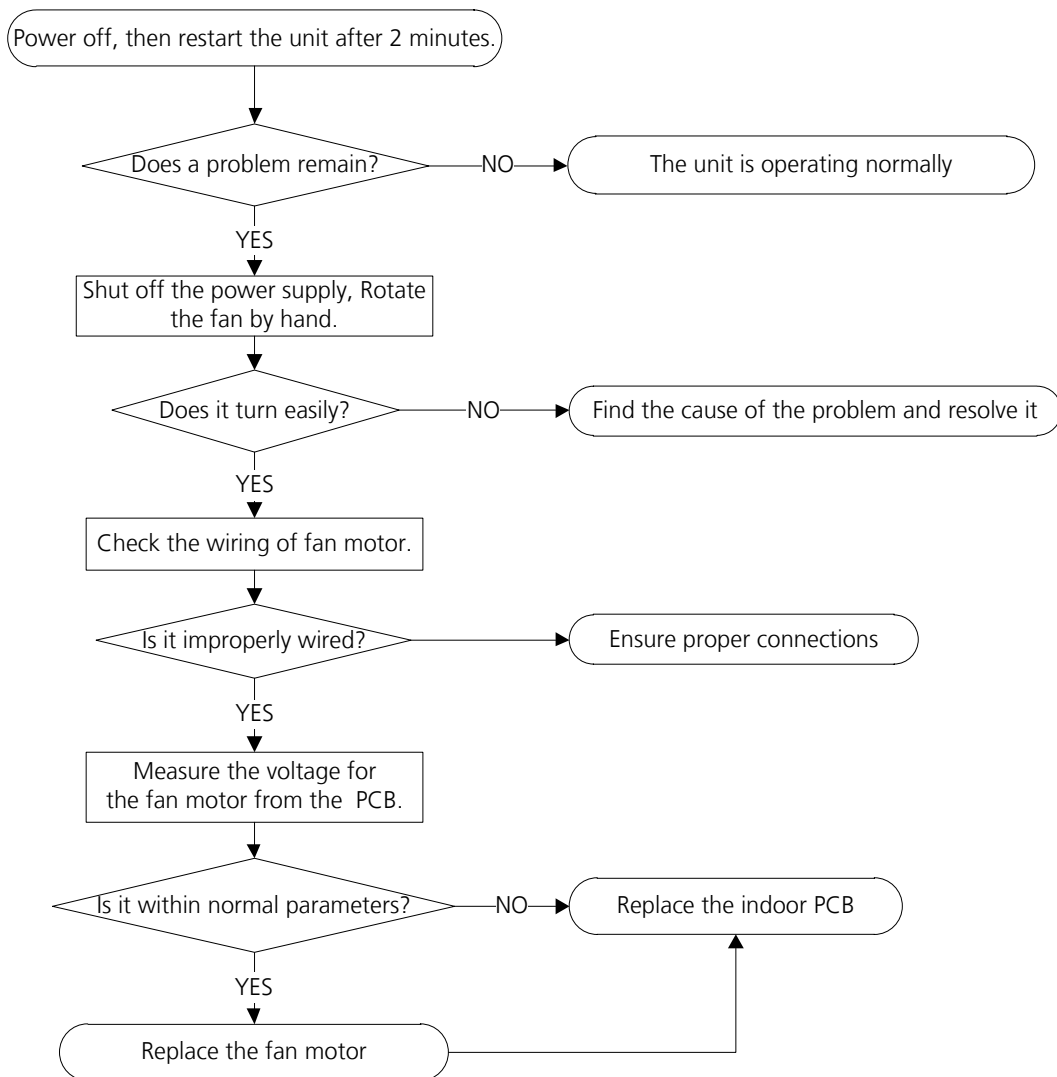 Power off, then restart the unit after 2 minutes.
Does a problem remain?
NO
The unit is operating normally
YES
Shut off the power supply, Rotate
the fan by hand.
Does it turn easily?
NO
Find the cause of the problem and resolve it
YES
Check the wiring of fan motor.
Is it improperly wired?
Ensure proper connections
YES
Measure the voltage for
the fan motor from the PCB.
Is it within normal parameters?
NO
Replace the indoor PCB
YES
Replace the fan motor